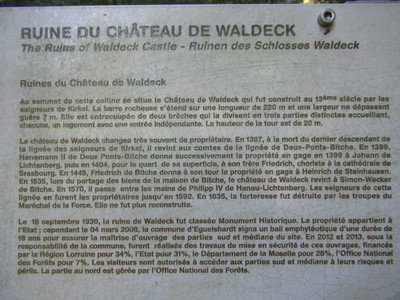 RUINE DU CHÂTEAU DE WALDECK
The Ruins of Waldeck Castle - Ruinen des Schlosses Waldeck
Ruines du Château de Waldeck
Au sommet de cette colline se situe le Château de Waldeck qui fut construit au 13ème siècle par les
seigneurs de Kirkel. La barre rocheuse s'étend sur une longueur de 220 m et une largeur ne dépassant
guère 7 m. Elle est entrecoupée de deux brèches qui la divisent en trois parties distinctes accueillant,
chacune, un logement avec une entrée indépendante. La hauteur de la tour est de 20 m.
Le château de Waldeck changea très souvent de propriétaire. En 1387, à la mort du dernier descendant de
la lignée des seigneurs de Kirkel, il revint aux comtes de la lignée de Deux-Ponts-Bitche. En 1399,
Hanemann II de Deux Ponts-Bitche donna successivement la propriété en gage en 1399 à Johann de
Lichtenberg, puis en 1404, pour le quart de sa superficie, à son frère Friedrich, choriste à la cathédrale de
Strasbourg. En 1445, Friedrich de Bitche donna à son tour la propriété en gage à Heinrich de Steinhausen.
En 1535, lors du partage des biens de la maison de Bitche, le château de Waldeck revint à Simon-Wecker
de Bitche. En 1570, il passa entre les mains de Philipp IV de Hanau-Lichtenberg. Les seigneurs de cette
lignée en furent les propriétaires jusqu'en 1592. En 1635, la forteresse fut détruite par les troupes du
Maréchal de la Force. Elle ne fut plus reconstruite.
Le 16 septembre 1930, la ruine de Waldeck fut classée Monument Historique. La propriété appartient à
l'Etat ; cependant le 04 mars 2008, la commune d'Eguelshardt signa un bail emphytéotique d'une durée de
18 ans pour assurer la maîtrise d'ouvrage des parties sud et médiane du site. En 2012 et 2013, sous la
responsabilité de la commune, furent réalisés des travaux de mise en sécurité de ces ouvrages, financés
par la Région Lorraine pour 34%, l'Etat pour 31%, le Département de la Moselle pour 28%, l'Office National
des Forêts pour 7%. Les visiteurs sont autorisés à accéder aux parties sud et médiane à leurs risques et
périls. La partie au nord est gérée par l'Office National des Forêts.